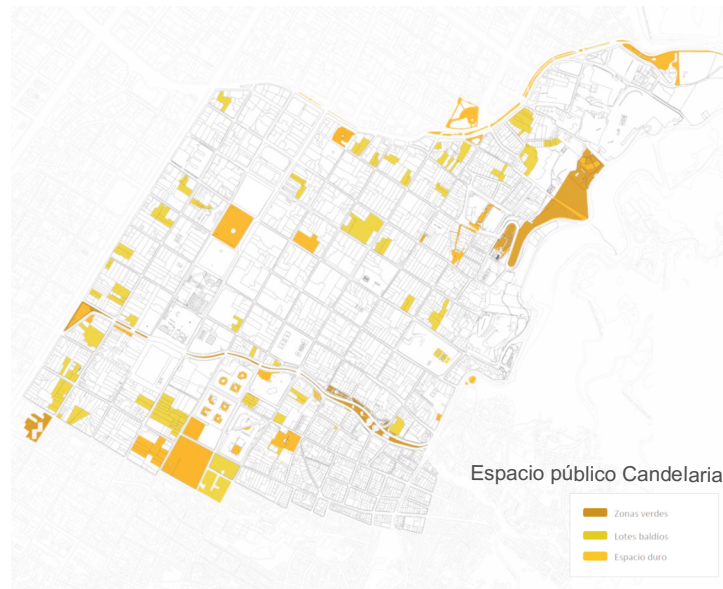 Espacio público Candelaria
Zonas verdes
Lotes baldíos
Espacio duro